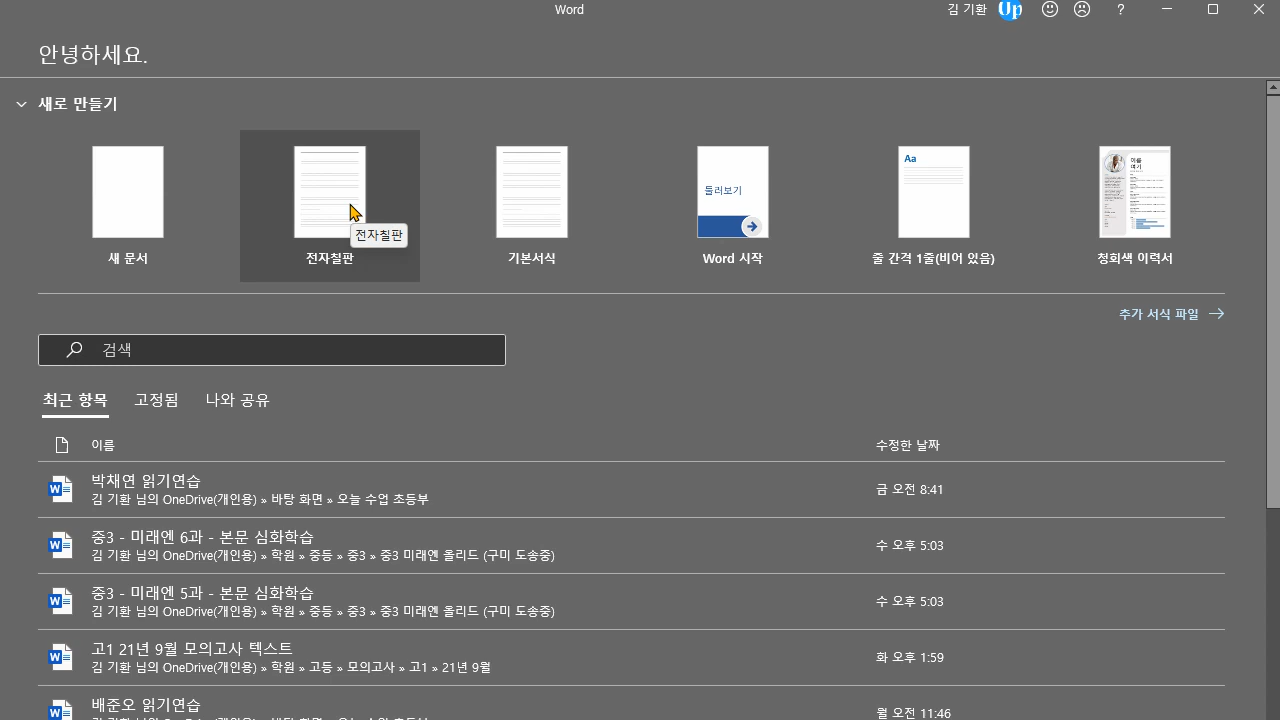 Word
김 기환
Up
?
안녕하세요.
새로 만들기
둘러보기
Aa
이름
여기
전자칠판
새 문서
전자칠판
기본서식
Word 시작
줄 간격 1줄(비어 있음)
청회색 이력서
추가 서식 파일
검색
최근 항목 고정됨 나와 공유
이름 수정한 날짜
박채연 읽기연습
김 기환 님의 OneDrive(개인용) » 바탕 화면 » 오늘 수업 초등부
금 오전 8:41
중3 - 미래엔 6과 - 본문 심화학습
김 기환 님의 OneDrive(개인용) » 학원 » 중등 » 중3 » 중3 미래엔 올리드 (구미 도송중)
수 오후 5:03
중3 - 미래엔 5과 - 본문 심화학습
김 기환 님의 OneDrive(개인용) » 학원 » 중등 » 중3 » 중3 미래엔 올리드 (구미 도송중)
수 오후 5:03
고1 21년 9월 모의고사 텍스트
김 기환 님의 OneDrive(개인용) » 학원 » 고등 » 모의고사 » 고1 » 21년 9월
화 오후 1:59
배준오 읽기연습
월 오전 11:46